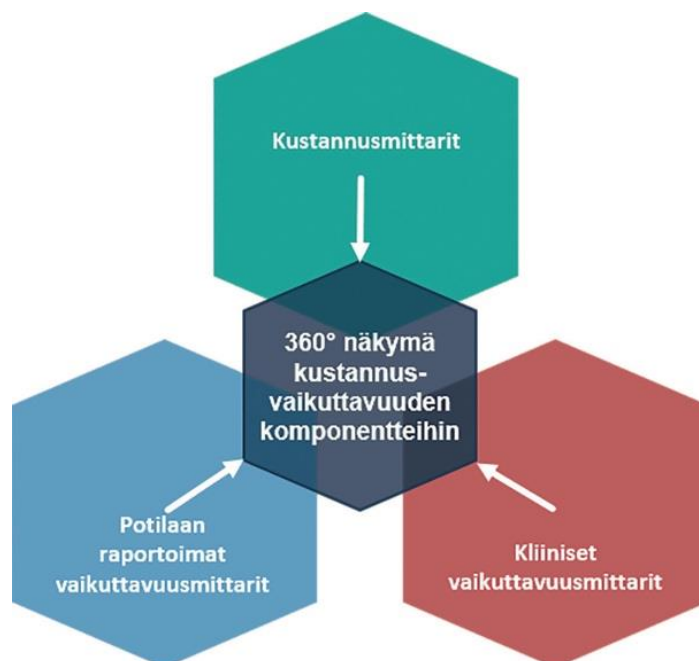 Kustannusmittarit
360° näkymä
kustannus-
vaikuttavuuden
komponentteihin
Potilaan
raportoimat
vaikuttavuusmittarit
Kliiniset
vaikuttavuusmittarit